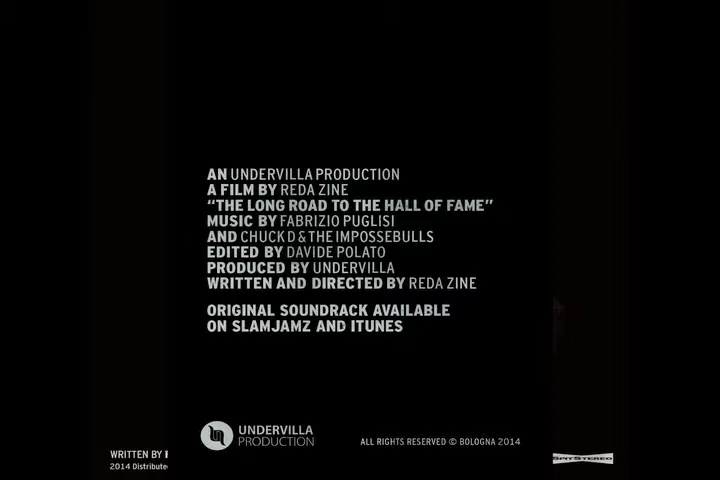 AN UNDERVILLA PRODUCTION
A FILM BY REDA ZINE
“THE LONG ROAD TO THE HALL OF FAME”
MUSIC BY FABRIZIO PUGLISI
AND CHUCK D & THE IMPOSSEBULLS
EDITED BY DAVIDE POLATO
PRODUCED BY UNDERVILLA
WRITTEN AND DIRECTED BY REDA ZINE
ORIGINAL SOUNDRACK AVAILABLE
ON SLAMJAMZ AND ITUNES
UNDERVILLA
PRODUCTION
ALL RIGHTS RESERVED © BOLOGNA 2014
WRITTEN BY
2014 Distribute
SPITSTEREO